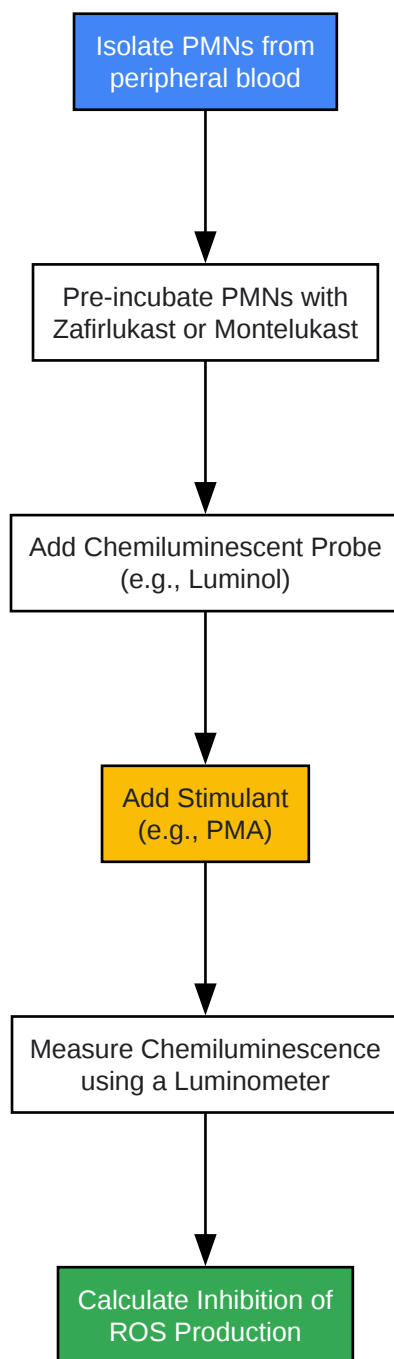 Isolate PMNs from
peripheral blood
Pre-incubate PMNs with
Zafirlukast or Montelukast
Add Chemiluminescent Probe
(e.g., Luminol)
Add Stimulant
(e.g., PMA)
Measure Chemiluminescence
using a Luminometer
Calculate Inhibition of
ROS Production